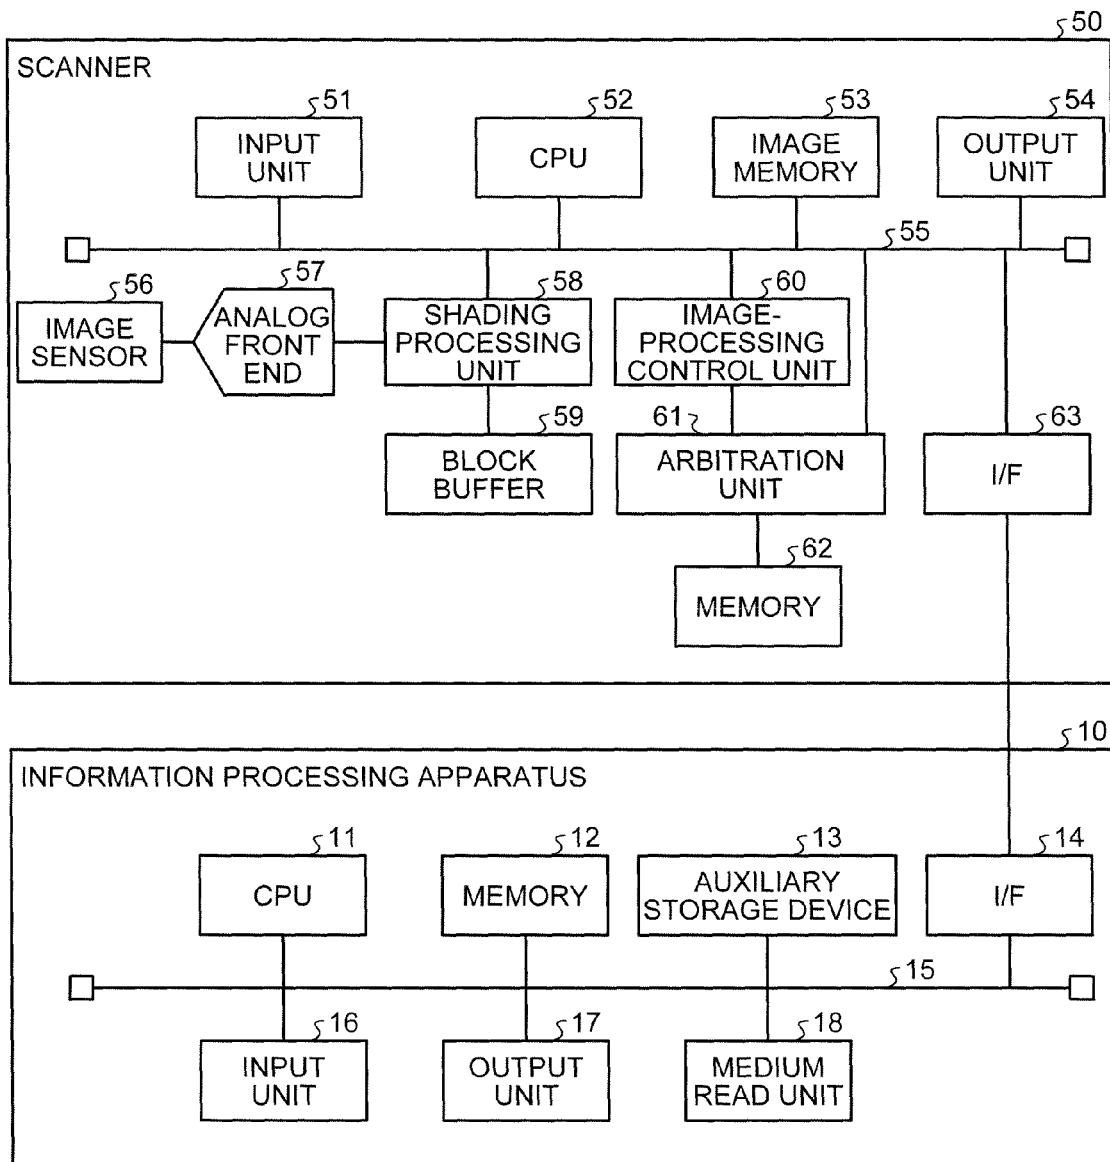 50
SCANNER
51
52
53
54
INPUT
UNIT
CPU
IMAGE
MEMORY
OUTPUT
UNIT
55
56
57
58
60
IMAGE
SENSOR
ANALOG
FRONT
END
SHADING
PROCESSING
UNIT
IMAGE-
PROCESSING
CONTROL UNIT
59
61
63
BLOCK
BUFFER
ARBITRATION
UNIT
I/F
62
MEMORY
10
INFORMATION PROCESSING APPARATUS
11
12
13
14
CPU
MEMORY
AUXILIARY
STORAGE DEVICE
I/F
15
16
17
18
INPUT
UNIT
OUTPUT
UNIT
MEDIUM
READ UNIT